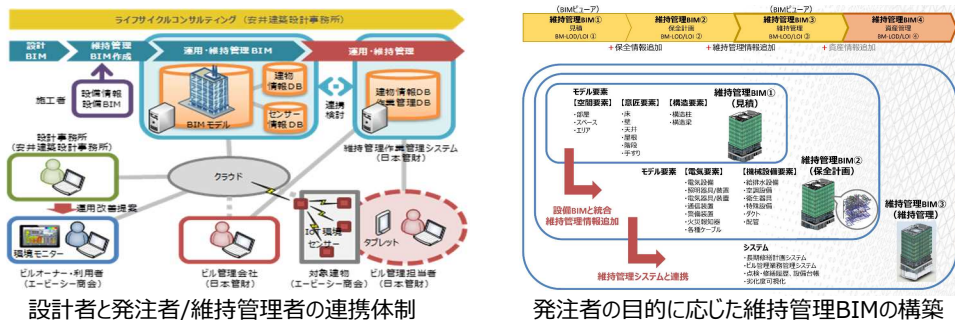 ライフサイクルコンサルティング（安井建築設計事務所）
設計
BIM
維持管理
BIM作成
運用・維持管理BIM
運用・維持管理
施工者
設備情報
設備BIM
BIMモデル
建物
情報DB
センサー
情報DB
連携
検討
建物情報DB
作業管理DB
維持管理作業管理システム
（日本管財）
設計事務所
（安井建築設計事務所）
クラウド
運用改善提案
環境モニター
IoT環境
センサー
タブレット
ビルオーナー・利用者
（エービーシー商会）
ビル管理会社
（日本管財）
対象建物
（エービーシー商会）
ビル管理担当者
（日本管財）
設計者と発注者/維持管理者の連携体制
（BIMビューア）
維持管理BIM①
見積
BM-LOD/LOI ①
維持管理BIM②
保全計画
BM-LOD/LOI ②
（BIMビューア）
維持管理BIM③
維持管理
BM-LOD/LOI ③
維持管理BIM④
資産管理
BM-LOD/LOI ④
＋保全情報追加
＋維持管理情報追加
＋資産情報追加
モデル要素
【空間要素】
・部屋
・スペース
・エリア
【意匠要素】
・床
・壁
・天井
・屋根
・階段
・手すり
【構造要素】
・構造柱
・構造梁
維持管理BIM①
（見積）
設備BIMと統合
維持管理情報追加
モデル要素
【電気要素】
・電気設備
・照明器具/装置
・電気器具/装置
・通信装置
・警備装置
・火災報知器
・各種ケーブル
【機械設備要素】
・給排水設備
・空調設備
・衛生器具
・特殊設備
・ダクト
・配管
維持管理BIM②
（保全計画）
維持管理BIM③
（維持管理）
維持管理システムと連携
システム
・長期修繕計画システム
・ビル管理業務管理システム
・点検・修繕履歴、設備台帳
・劣化度可視化
発注者の目的に応じた維持管理BIMの構築